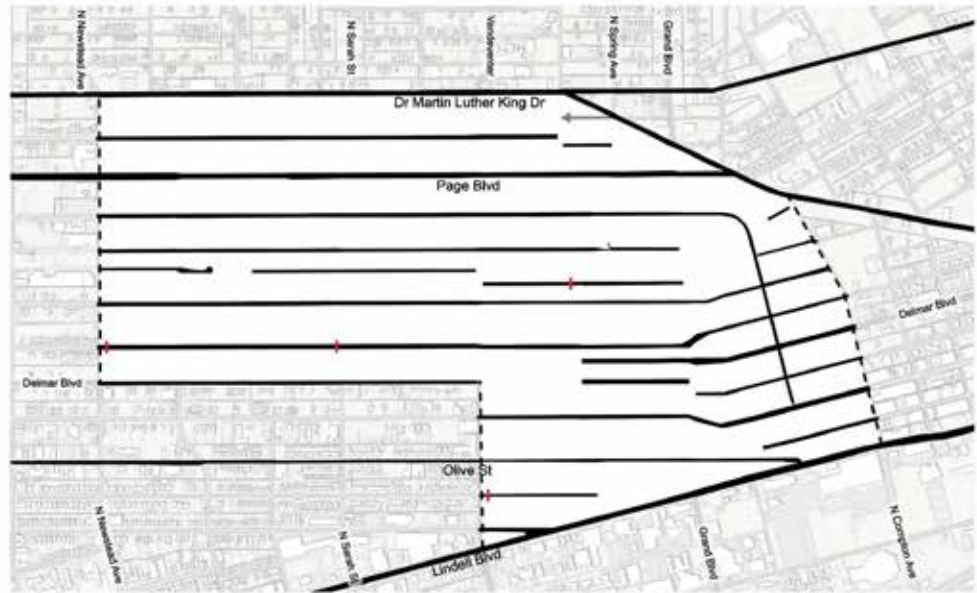 N Newstead Ave
N Sarah St
Vandeventer
N Spring Ave
Grand Blvd
Dr Martin Luther King Dr
Page Blvd
Delmar Blvd
Delmar Blvd
Olive St
N Newstead Ave
N Sarah St
Lindell Blvd
Grand Blvd
N Compton Ave